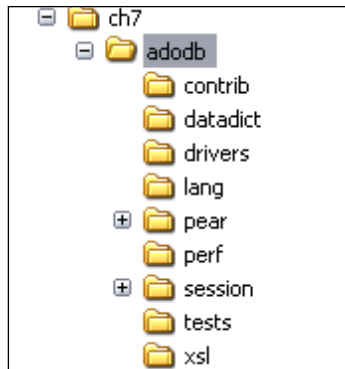 ch7
adodb
contrib
datadict
drivers
lang
pear
perf
session
tests
xsl